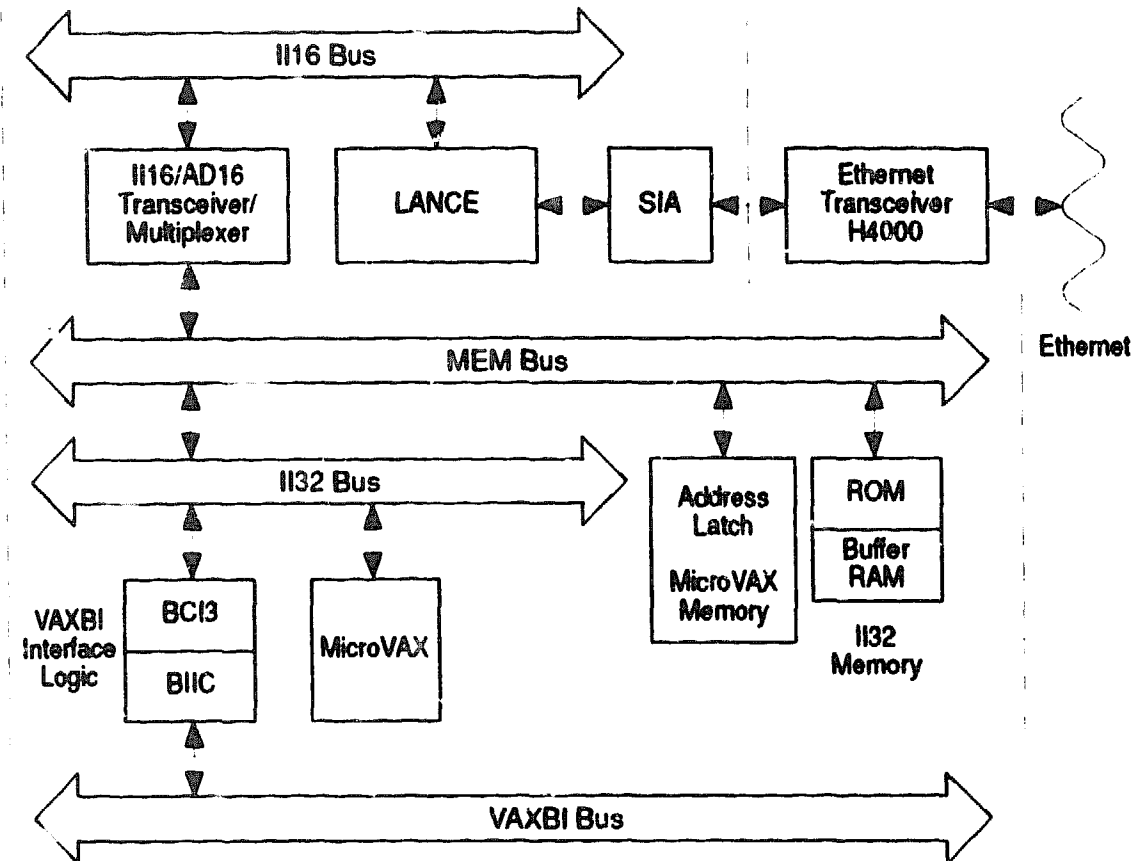 II16 Bus
II16/AD16
Transceiver/
Multiplexer
LANCE
SIA
Ethernet
Transceiver
H4000
Ethernet
MEM Bus
II32 Bus
Address
Latch
MicroVAX
Memory
ROM
Buffer
RAM
II32
Memory
VAXBI
Interface
Logic
BCI3
BIIC
MicroVAX
VAXBI Bus